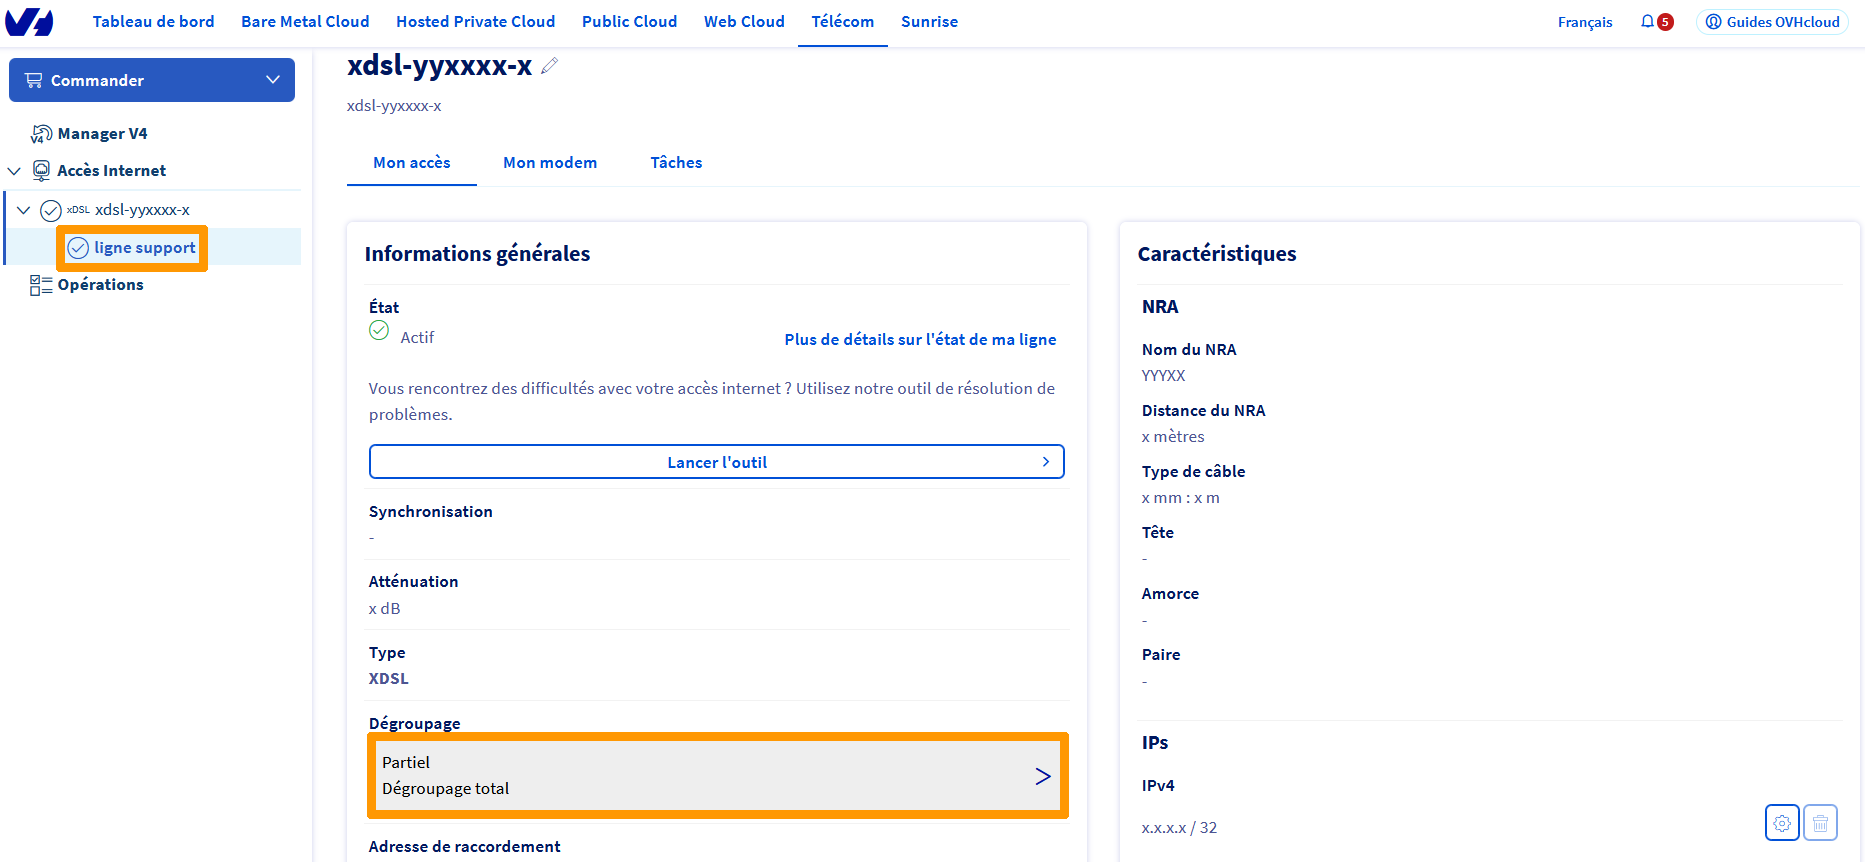 Tableau de bord
Bare Metal Cloud
Hosted Private Cloud
Public Cloud
Web Cloud
Télécom
Sunrise
Français
5
Guides OVHcloud
Commander
V4 Manager V4
Accès Internet
xDSL xdsl-yyxxxx-x
ligne support
Opérations
xdsl-yyxxxx-x
xdsl-yyxxxx-x
Mon accès
Mon modem
Tâches
Informations générales
État
Actif
Plus de détails sur l'état de ma ligne
Vous rencontrez des difficultés avec votre accès internet ? Utilisez notre outil de résolution de
problèmes.
Lancer l'outil
Synchronisation
-
Atténuation
x dB
Type
XDSL
Dégroupage
Partiel
Dégroupage total
Adresse de raccordement
Caractéristiques
NRA
Nom du NRA
YYYXX
Distance du NRA
x mètres
Type de câble
x mm : x m
Tête
-
Amorce
-
Paire
-
IPs
IPv4
x.x.x.x / 32